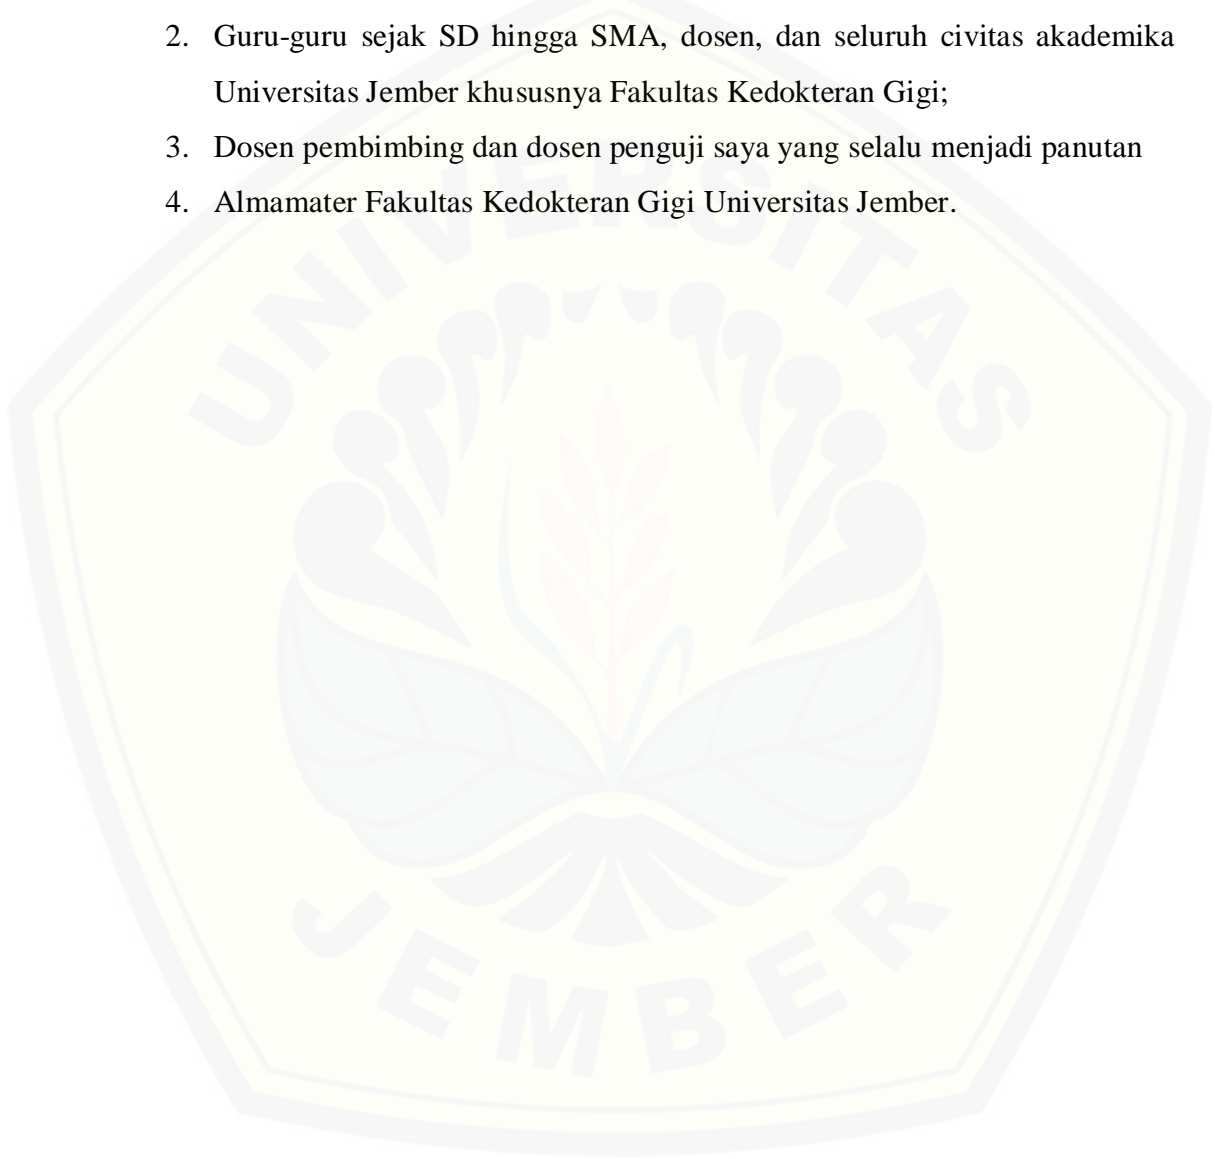 2. Guru-guru sejak SD hingga SMA, dosen, dan seluruh civitas akademika
Universitas Jember khususnya Fakultas Kedokteran Gigi;
3. Dosen pembimbing dan dosen penguji saya yang selalu menjadi panutan
4. Almamater Fakultas Kedokteran Gigi Universitas Jember.
UNIVERSITAS
JEMBER